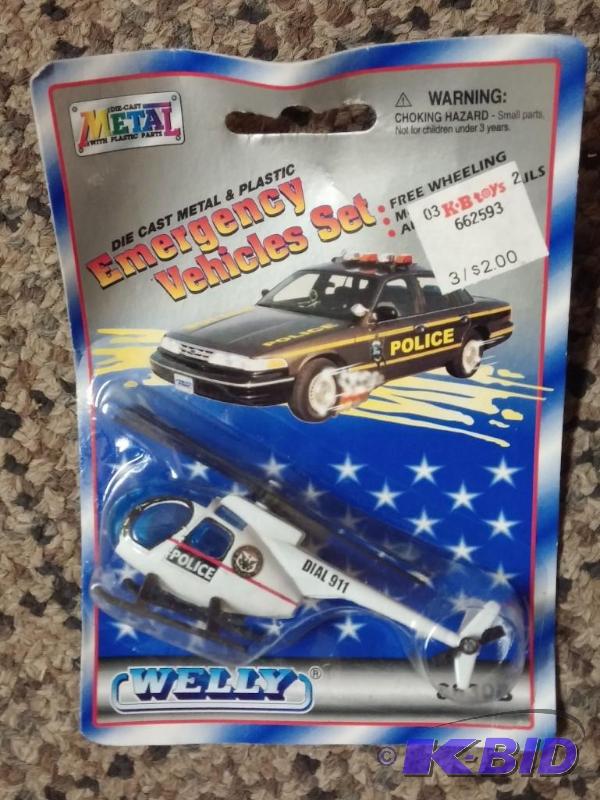 DIE-CAST
METAL
WITH PLASTIC PARTS
WARNING:
CHOKING HAZARD - Small parts.
Not for children under 3 years.
DIE CAST METAL & PLASTIC
Emergency
Vehicles Set
FREE WHEELING
03 K·B toys 2
662593
3/$2.00
POLICE
POLICE
POLICE
DIAL 911
WELLY®
© K-BID